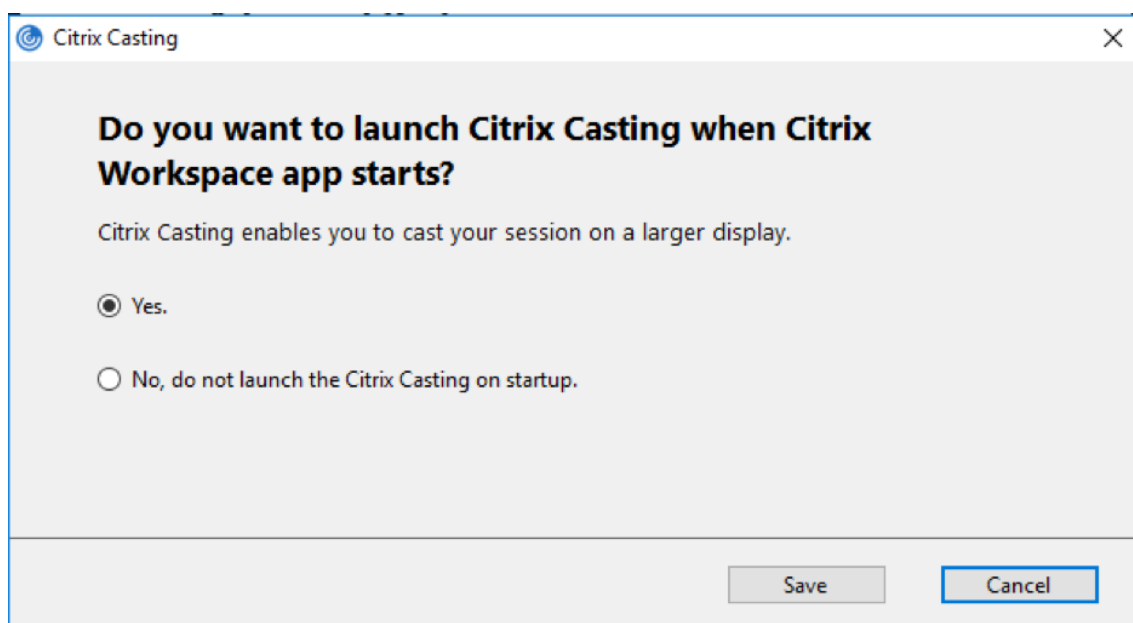 Citrix Casting
Do you want to launch Citrix Casting when Citrix
Workspace app starts?
Citrix Casting enables you to cast your session on a larger display.
Yes.
No, do not launch the Citrix Casting on startup.
Save
Cancel